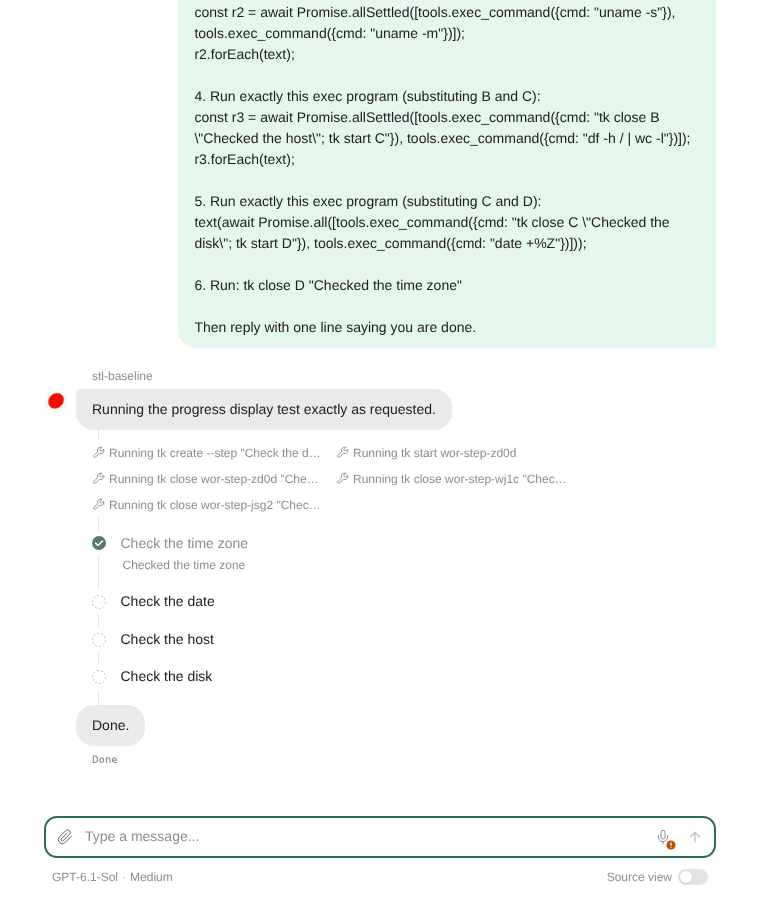 const r2 = await Promise.allSettled([tools.exec_command({cmd: "uname -s"}),
tools.exec_command({cmd: "uname -m"})]);
r2.forEach(text);
4. Run exactly this exec program (substituting B and C):
const r3 = await Promise.allSettled([tools.exec_command({cmd: "tk close B
\"Checked the host\"; tk start C"}), tools.exec_command({cmd: "df -h / | wc -l"})]);
r3.forEach(text);
5. Run exactly this exec program (substituting C and D):
text(await Promise.all([tools.exec_command({cmd: "tk close C \"Checked the
disk\"; tk start D"}), tools.exec_command({cmd: "date +%Z"})]));
6. Run: tk close D "Checked the time zone"
Then reply with one line saying you are done.
stl-baseline
Running the progress display test exactly as requested.
Running tk create --step "Check the d… Running tk start wor-step-zd0d
Running tk close wor-step-zd0d "Che… Running tk close wor-step-wj1c "Chec…
Running tk close wor-step-jsg2 "Chec…
Check the time zone
Checked the time zone
Check the date
Check the host
Check the disk
Done.
Done
Type a message...
GPT-6.1-Sol · Medium Source view